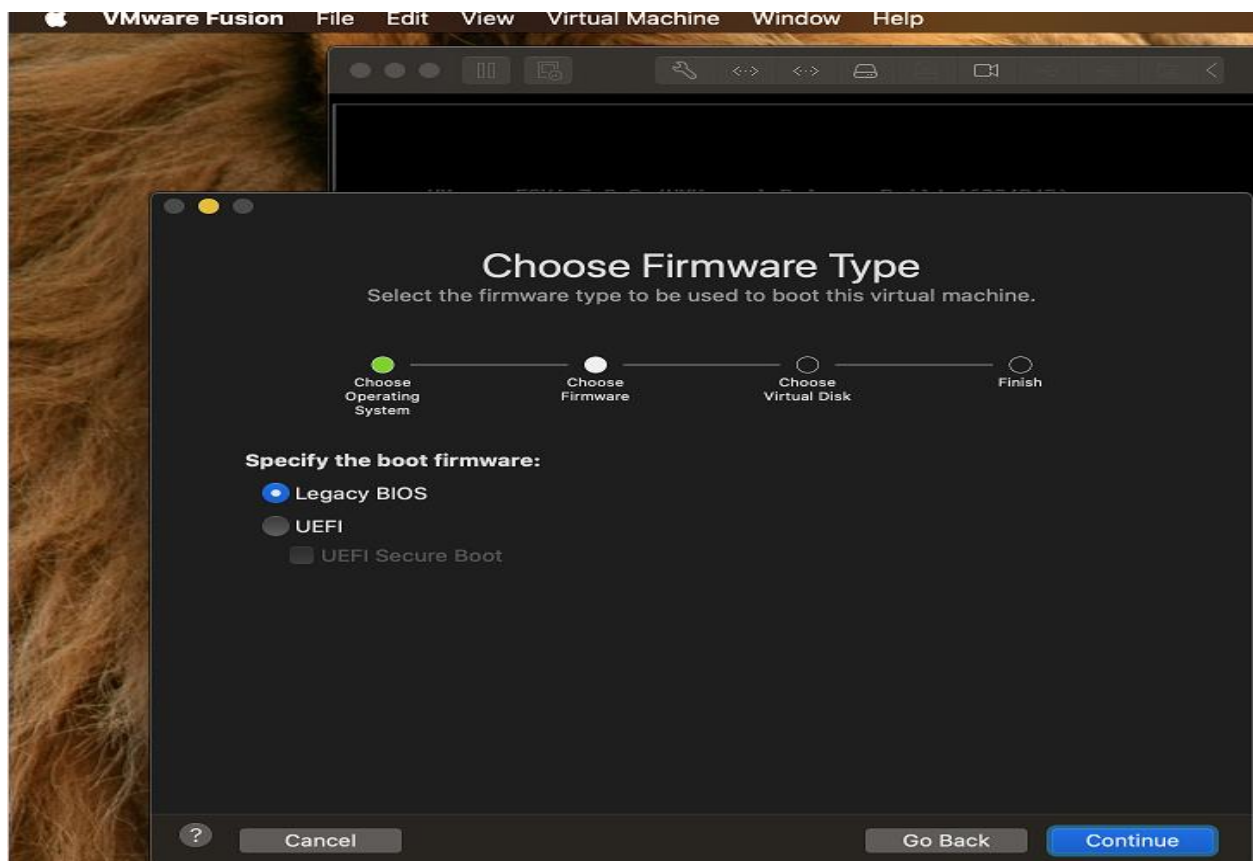 VMware Fusion File Edit View Virtual Machine Window Help
Choose Firmware Type
Select the firmware type to be used to boot this virtual machine.
Choose Operating System
Choose Firmware
Choose Virtual Disk
Finish
Specify the boot firmware:
Legacy BIOS
UEFI
UEFI Secure Boot
? Cancel Go Back Continue